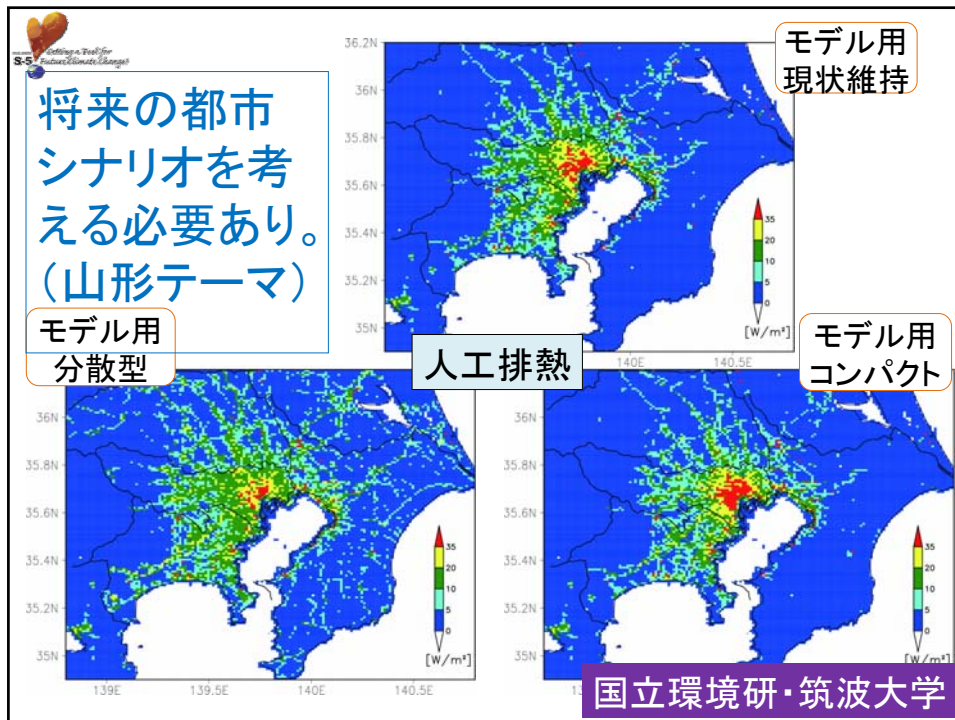 Getting a Tool for
S-5 Future Climate Change?
将来の都市
シナリオを考
える必要あり。
（山形テーマ）
モデル用
現状維持
36.2N
36N
35.8N
35.6N
35.4N
35.2N
35N
140E
140.5E
35
20
10
5
0
[W/m²]
モデル用
分散型
人工排熱
モデル用
コンパクト
36N
35.8N
35.6N
35.4N
35.2N
35N
139E
139.5E
140E
140.5E
35
20
10
5
0
[W/m²]
36N
35.8N
35.6N
35.4N
35.2N
35N
35
20
10
5
0
[W/m²]
国立環境研・筑波大学